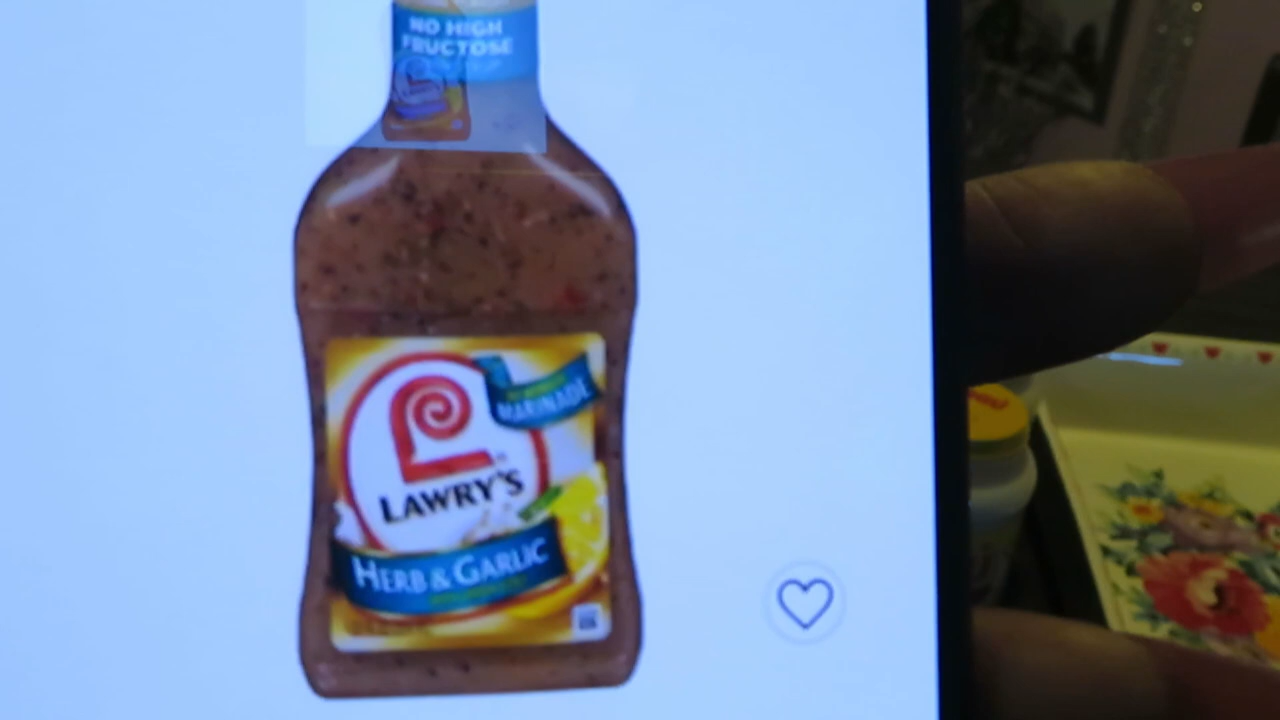 NO HIGH
FRUCTOSE
MARINADE
LAWRY'S
HERB & GARLIC